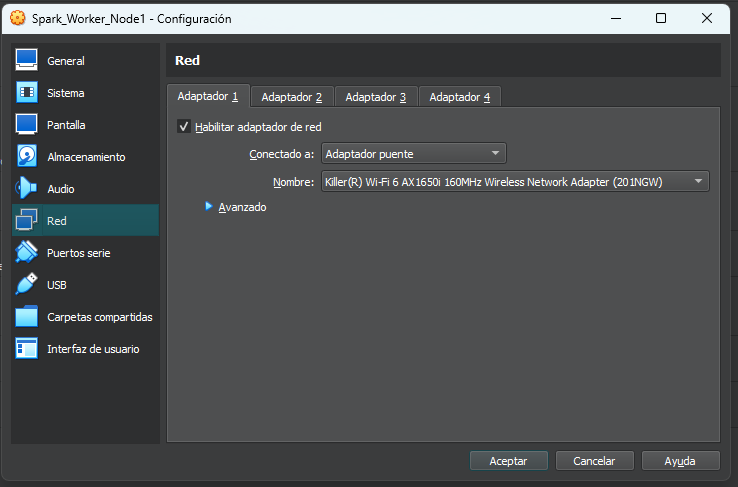 Spark_Worker_Node1 - Configuración
General
Sistema
Pantalla
Almacenamiento
Audio
Red
Puertos serie
USB
Carpetas compartidas
Interfaz de usuario
Red
Adaptador 1 Adaptador 2 Adaptador 3 Adaptador 4
Habilitar adaptador de red
Conectado a: Adaptador puente
Nombre: Killer(R) Wi-Fi 6 AX1650i 160MHz Wireless Network Adapter (201NGW)
Avanzado
Aceptar Cancelar Ayuda